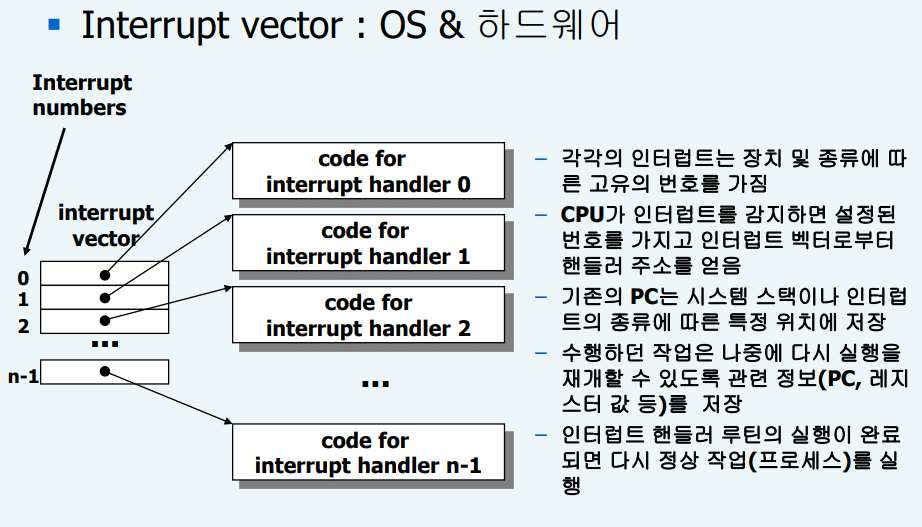 ▪ Interrupt vector : OS & 하드웨어
Interrupt
numbers
interrupt
vector
0
1
2
...
n-1
code for
interrupt handler 0
code for
interrupt handler 1
code for
interrupt handler 2
...
code for
interrupt handler n-1
– 각각의 인터럽트는 장치 및 종류에 따
른 고유의 번호를 가짐
– CPU가 인터럽트를 감지하면 설정된
번호를 가지고 인터럽트 벡터로부터
핸들러 주소를 얻음
– 기존의 PC는 시스템 스택이나 인터럽
트의 종류에 따른 특정 위치에 저장
– 수행하던 작업은 나중에 다시 실행을
재개할 수 있도록 관련 정보(PC, 레지
스터 값 등)를 저장
– 인터럽트 핸들러 루틴의 실행이 완료
되면 다시 정상 작업(프로세스)를 실
행